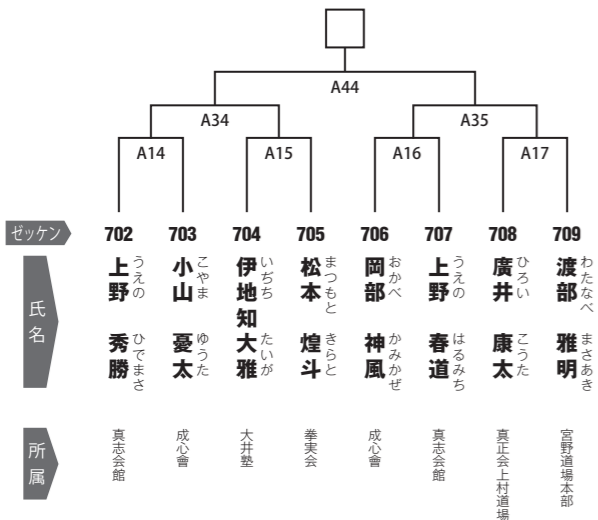 A44
A34
A35
A14
A15
A16
A17
ゼッケン
702
703
704
705
706
707
708
709
氏名
上野 秀勝
うえの ひでまさ
小山 憂太
こやま ゆうた
伊地知 大雅
いぢち たいが
松本 煌斗
まつもと きらと
岡部 神風
おかべ かみかぜ
上野 春道
うえの はるみち
廣井 康太
ひろい こうた
渡部 雅明
わたなべ まさあき
所属
真志会館
成心會
大井塾
拳実会
成心會
真志会館
真正会上村道場
宮野道場本部